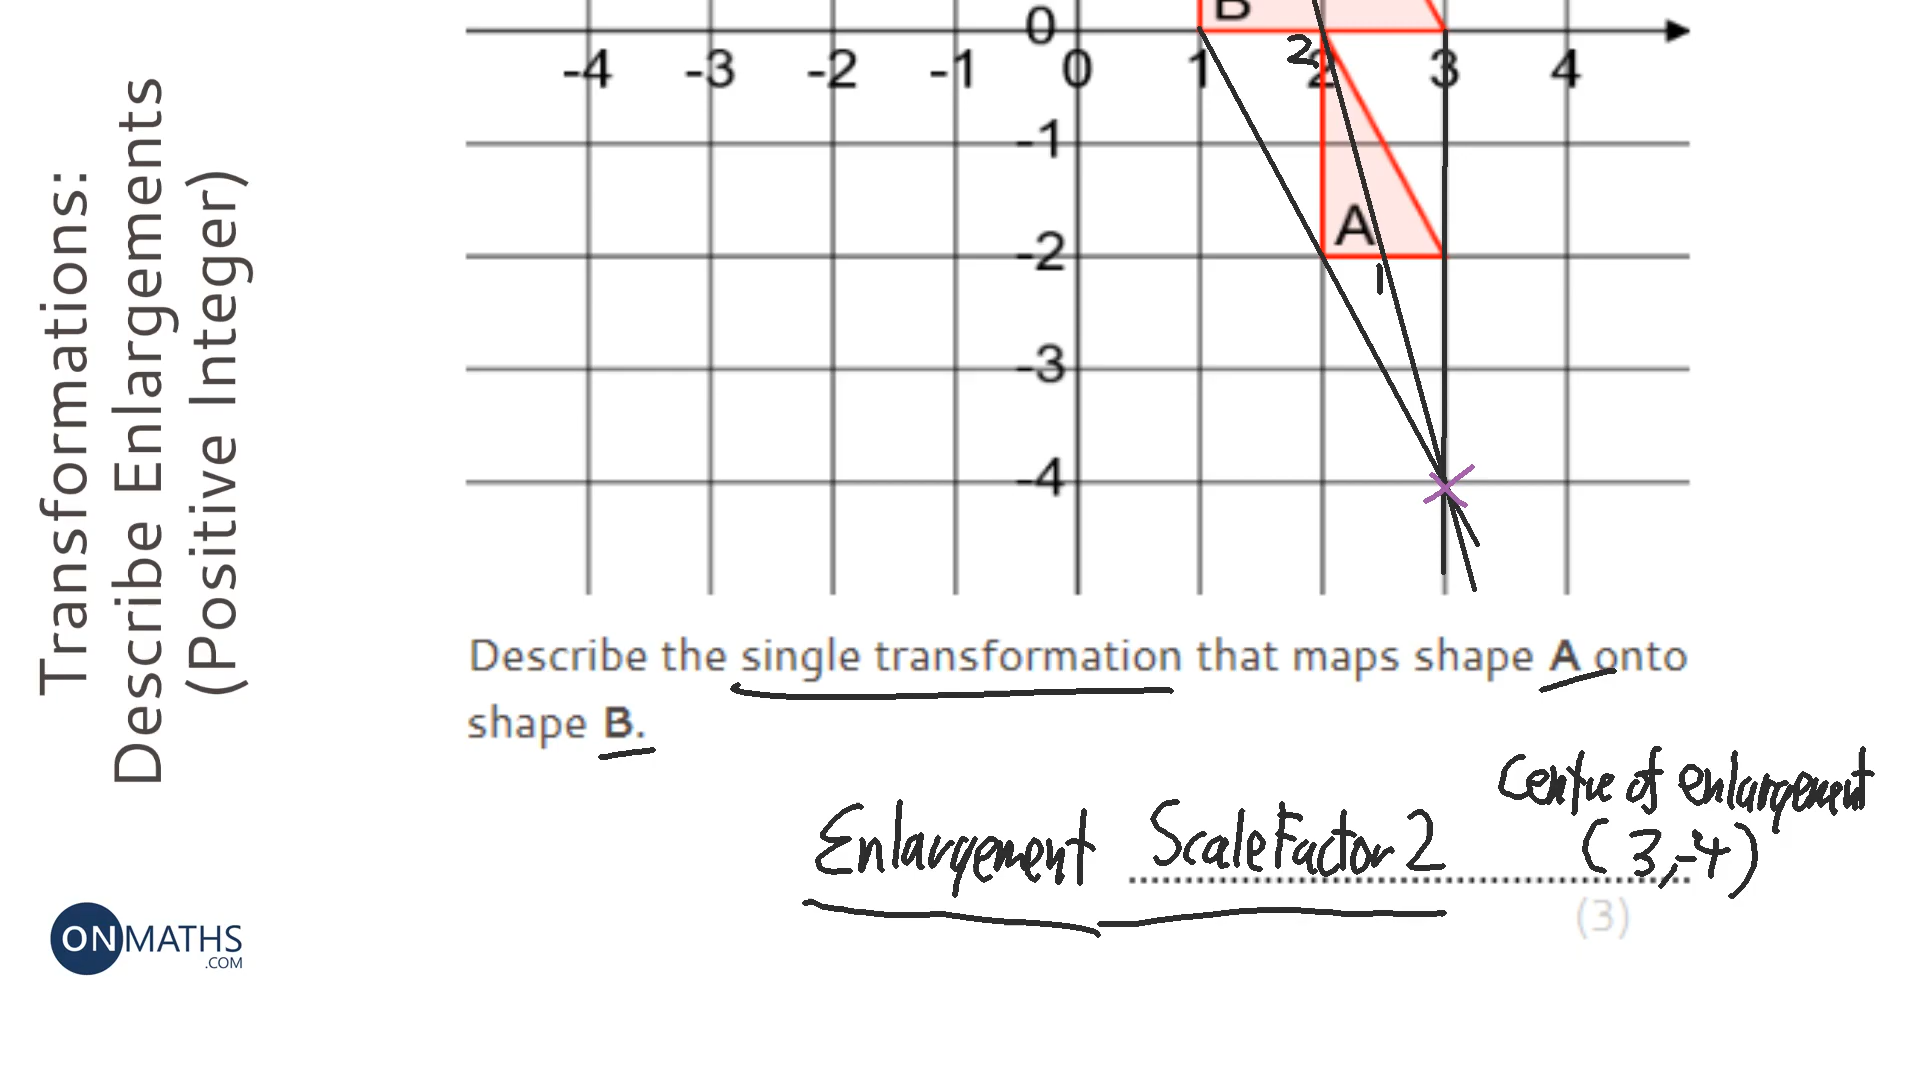 Transformations:
Describe Enlargements
(Positive Integer)
B
0
2
-4 -3 -2 -1 0 1 2 3 4
-1
A
-2
1
-3
-4
Describe the single transformation that maps shape A onto
shape B.
Centre of enlargement
Enlargement Scale Factor 2 (3,-4)
(3)
ONMATHS
.COM